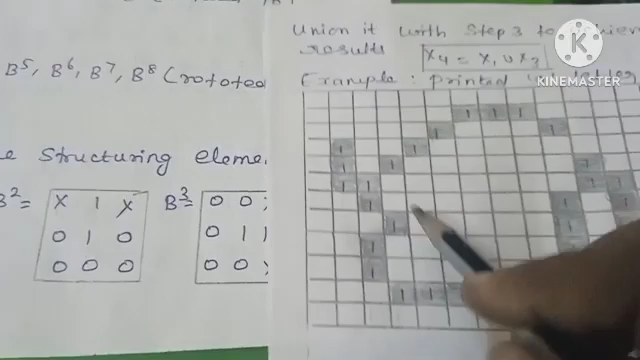 B⁵, B⁶, B⁷, B⁸ (rotated
e structuring eleme
B²= X 1 X
0 1 0
0 0 0
B³= 0 0
0 1 1
0 0
Union it with Step 3 to
results X₄ = X₁ ∪ X₃
Example: Printed
KINEMASTER
1 1 1
1 1
1 1
1 1 1
1 1 1
1 1
1 1
1
1
1 1